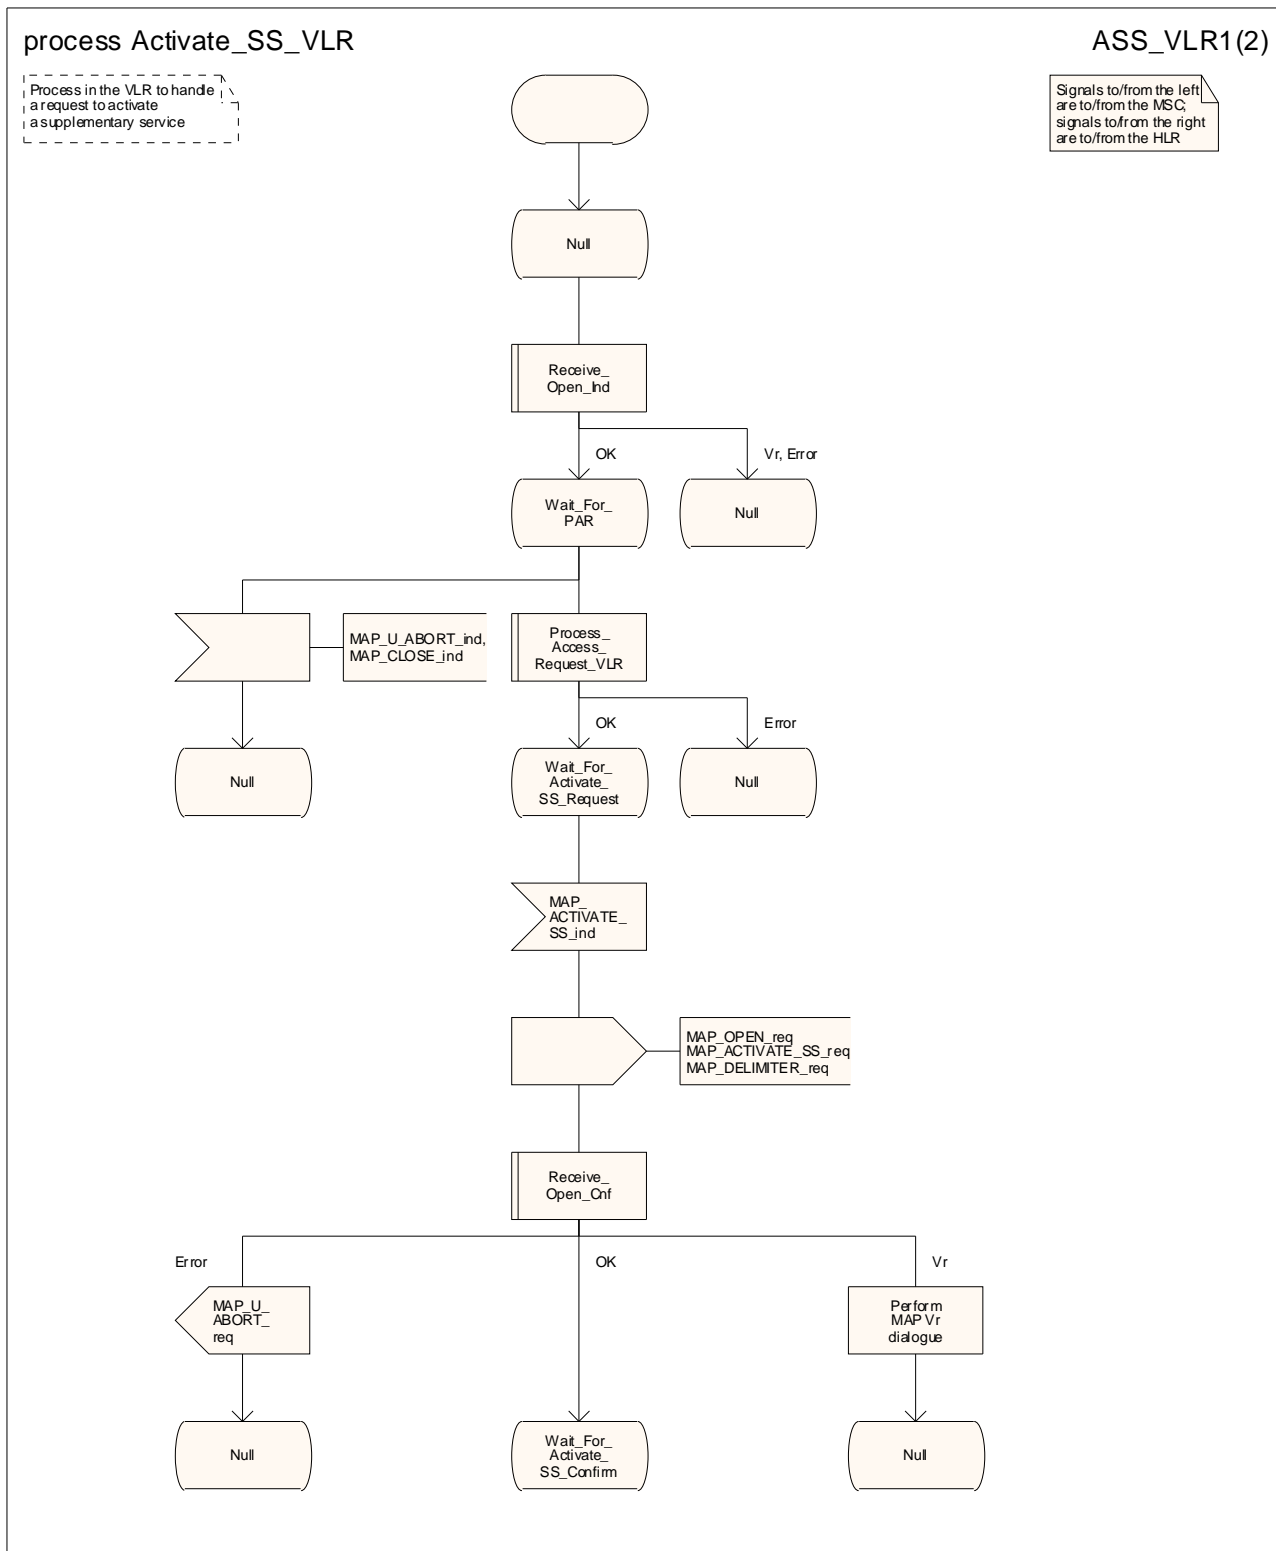 process Activate_SS_VLR
ASS_VLR1(2)
Process in the VLR to handle
a request to activate
a supplementary service
Signals to/from the left
are to/from the MSC;
signals to/from the right
are to/from the HLR
Null
Receive_
Open_Ind
OK
Vr, Error
Wait_For_
PAR
Null
MAP_U_ABORT_ind,
MAP_CLOSE_ind
Process_
Access_
Request_VLR
OK
Error
Null
Wait_For_
Activate_
SS_Request
Null
MAP_
ACTIVATE_
SS_ind
MAP_OPEN_req
MAP_ACTIVATE_SS_req
MAP_DELIMITER_req
Receive_
Open_Cnf
Error
OK
Vr
MAP_U_
ABORT_
req
Perform
MAP Vr
dialogue
Null
Wait_For_
Activate_
SS_Confirm
Null